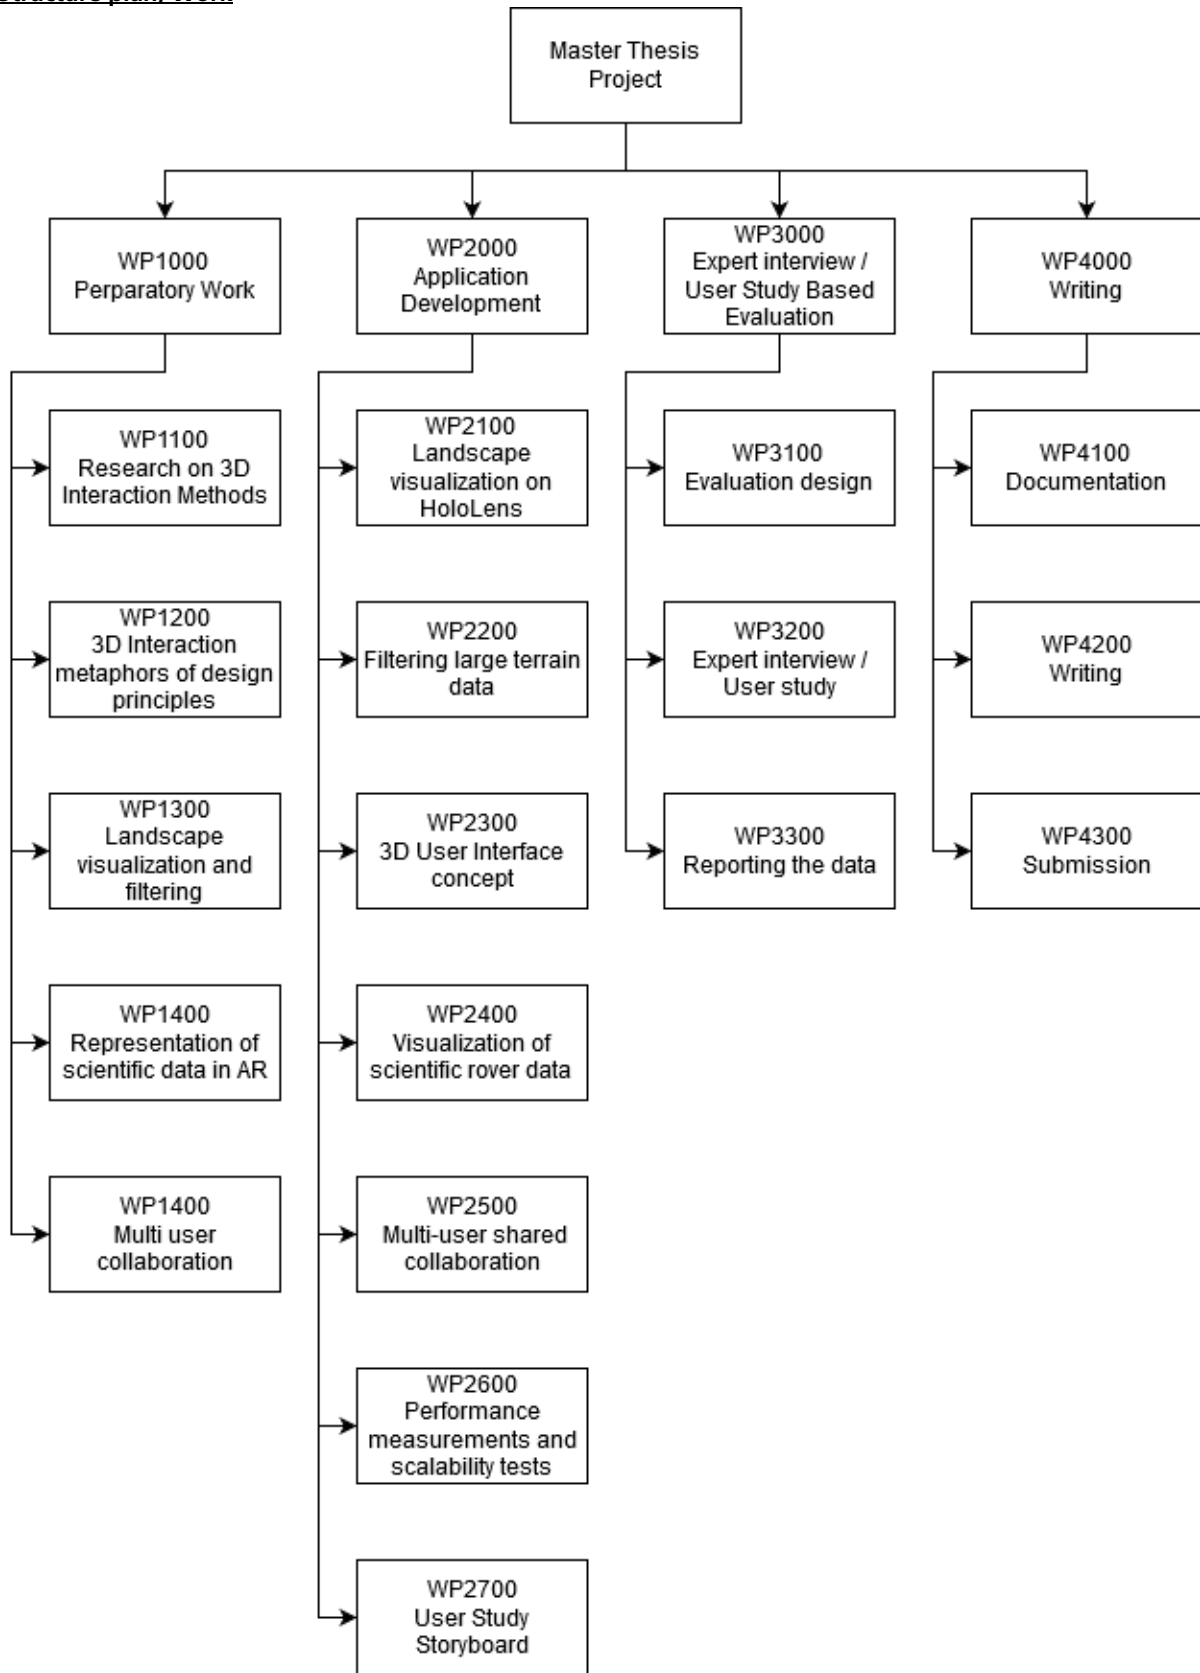 structure plan/ Work
Master Thesis
Project
WP1000
Perparatory Work
WP2000
Application
Development
WP3000
Expert interview /
User Study Based
Evaluation
WP4000
Writing
WP1100
Research on 3D
Interaction Methods
WP2100
Landscape
visualization on
HoloLens
WP3100
Evaluation design
WP4100
Documentation
WP1200
3D Interaction
metaphors of design
principles
WP2200
Filtering large terrain
data
WP3200
Expert interview /
User study
WP4200
Writing
WP1300
Landscape
visualization and
filtering
WP2300
3D User Interface
concept
WP3300
Reporting the data
WP4300
Submission
WP1400
Representation of
scientific data in AR
WP2400
Visualization of
scientific rover data
WP1400
Multi user
collaboration
WP2500
Multi-user shared
collaboration
WP2600
Performance
measurements and
scalability tests
WP2700
User Study
Storyboard